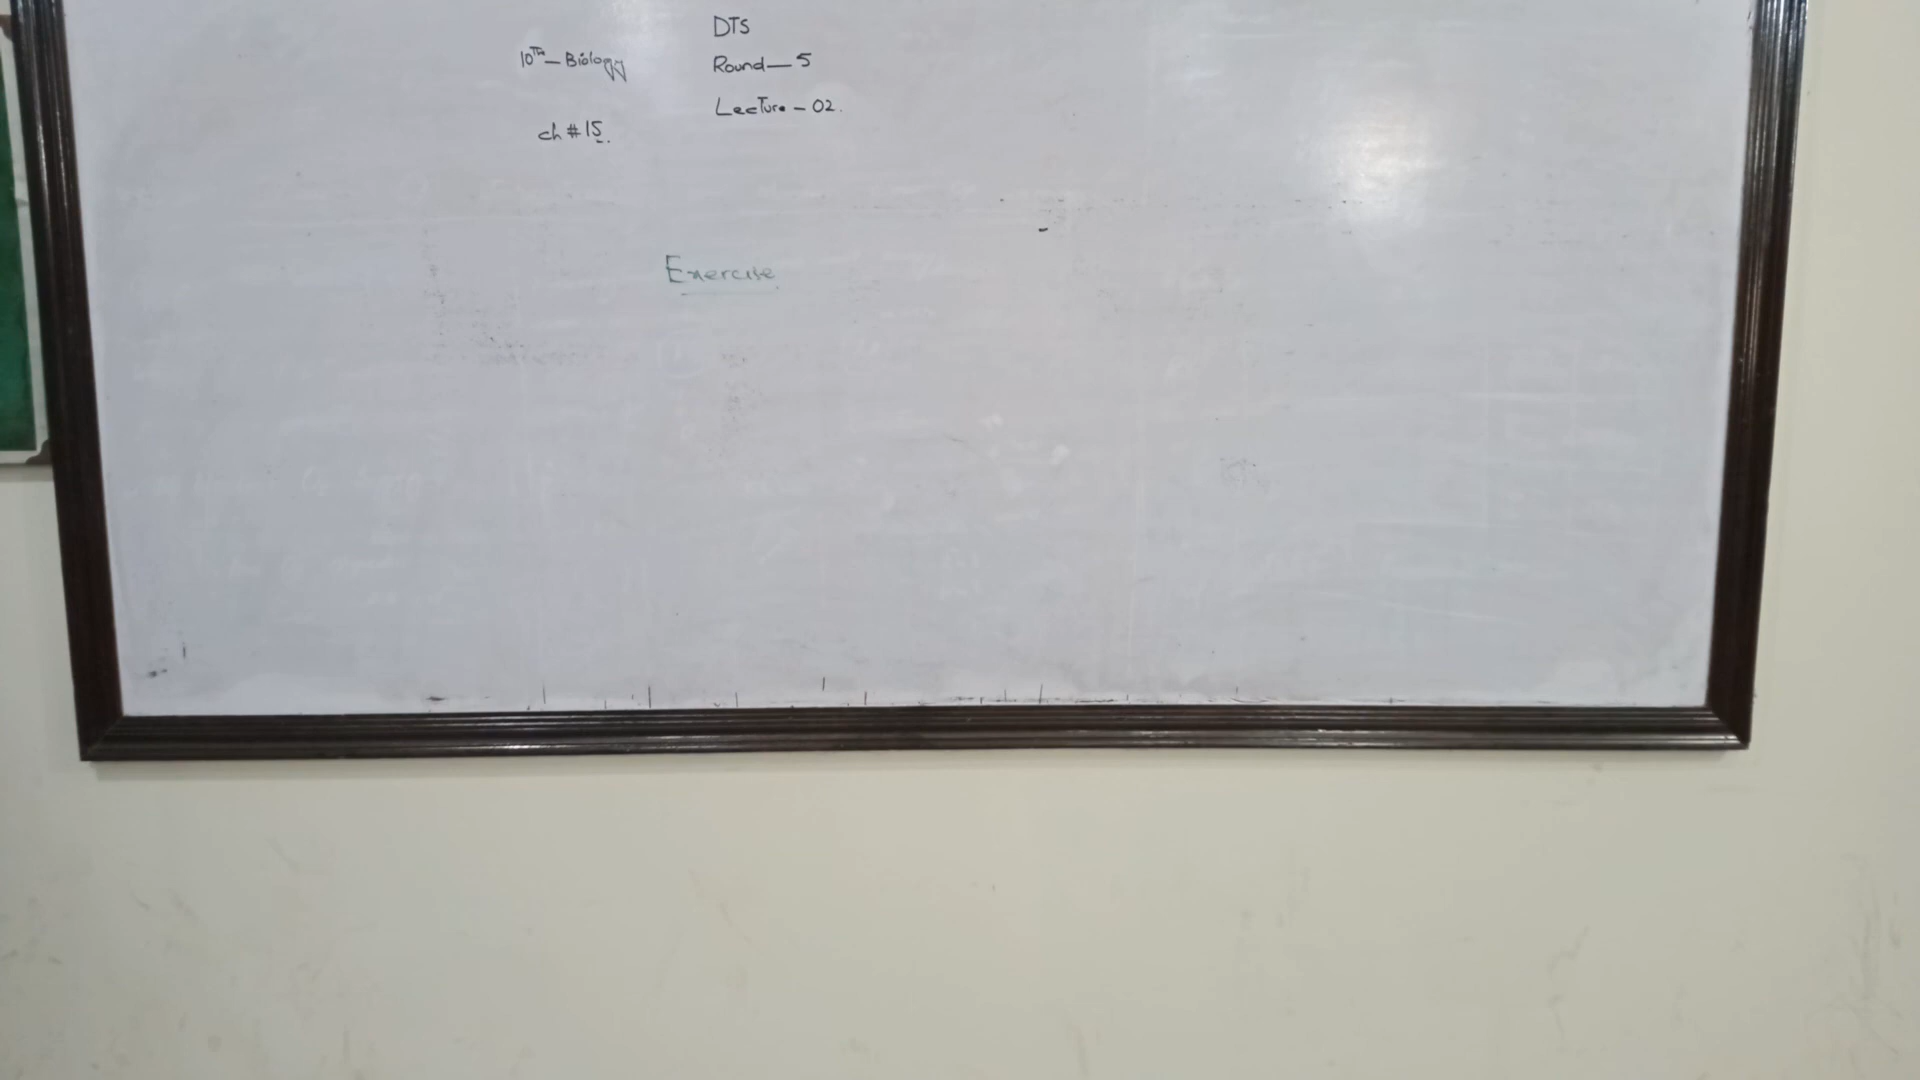 DTS
10Th — Biology
Round — 5
Lecture - 02.
ch # 15.
Exercise